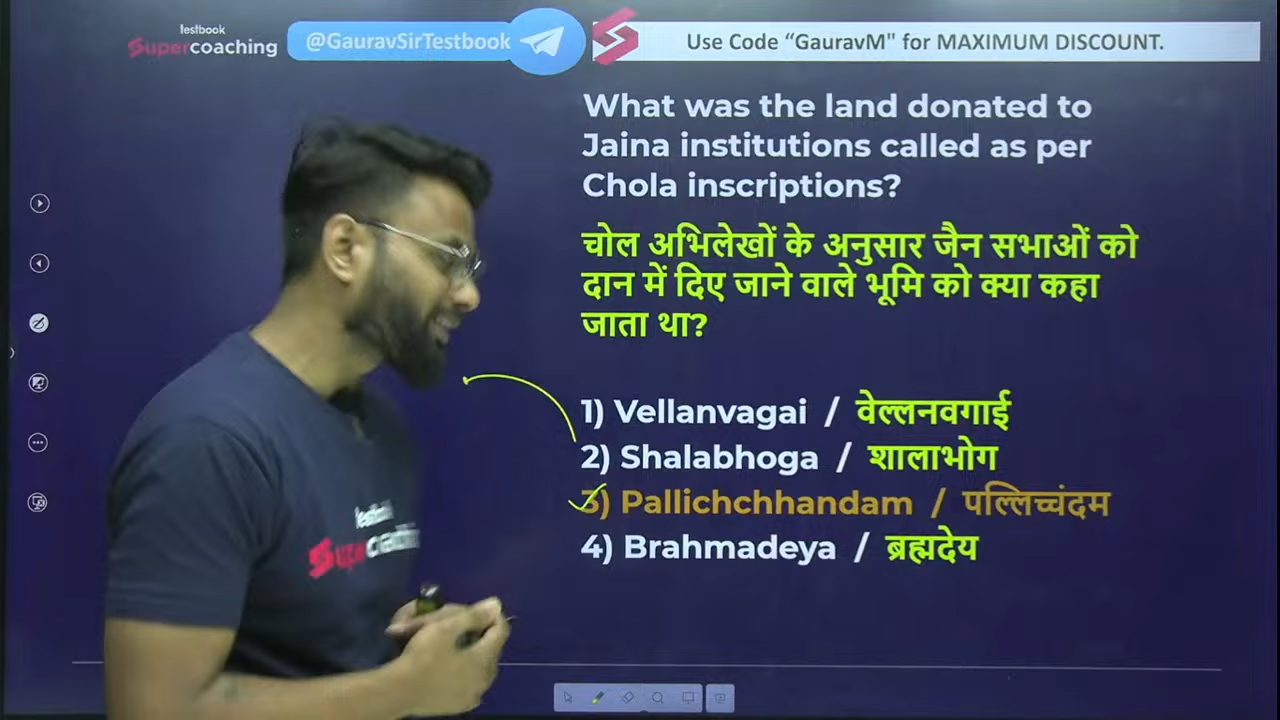 testbook
Supercoaching
@GauravSirTestbook
Use Code “GauravM" for MAXIMUM DISCOUNT.
What was the land donated to
Jaina institutions called as per
Chola inscriptions?
चोल अभिलेखों के अनुसार जैन सभाओं को
दान में दिए जाने वाले भूमि को क्या कहा
जाता था?
1) Vellanvagai / वेल्लनवगाई
2) Shalabhoga / शालाभोग
3) Pallichchhandam / पल्लिच्चंदम
4) Brahmadeya / ब्रह्मदेय
testbook
Supercoaching